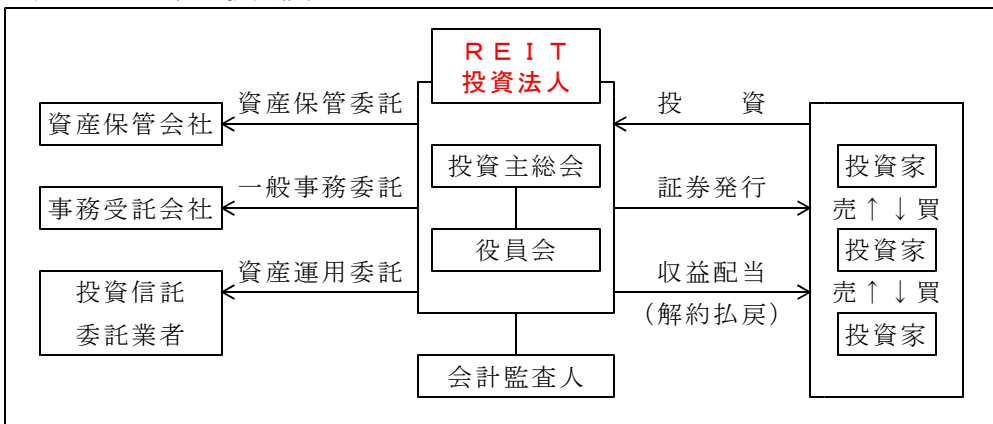 ＲＥＩＴ
投資法人
資産保管委託
資産保管会社
一般事務委託
事務受託会社
資産運用委託
投資信託
委託業者
投資主総会
役員会
会計監査人
投　資
証券発行
収益配当
（解約払戻）
投資家
売↑↓買
投資家
売↑↓買
投資家